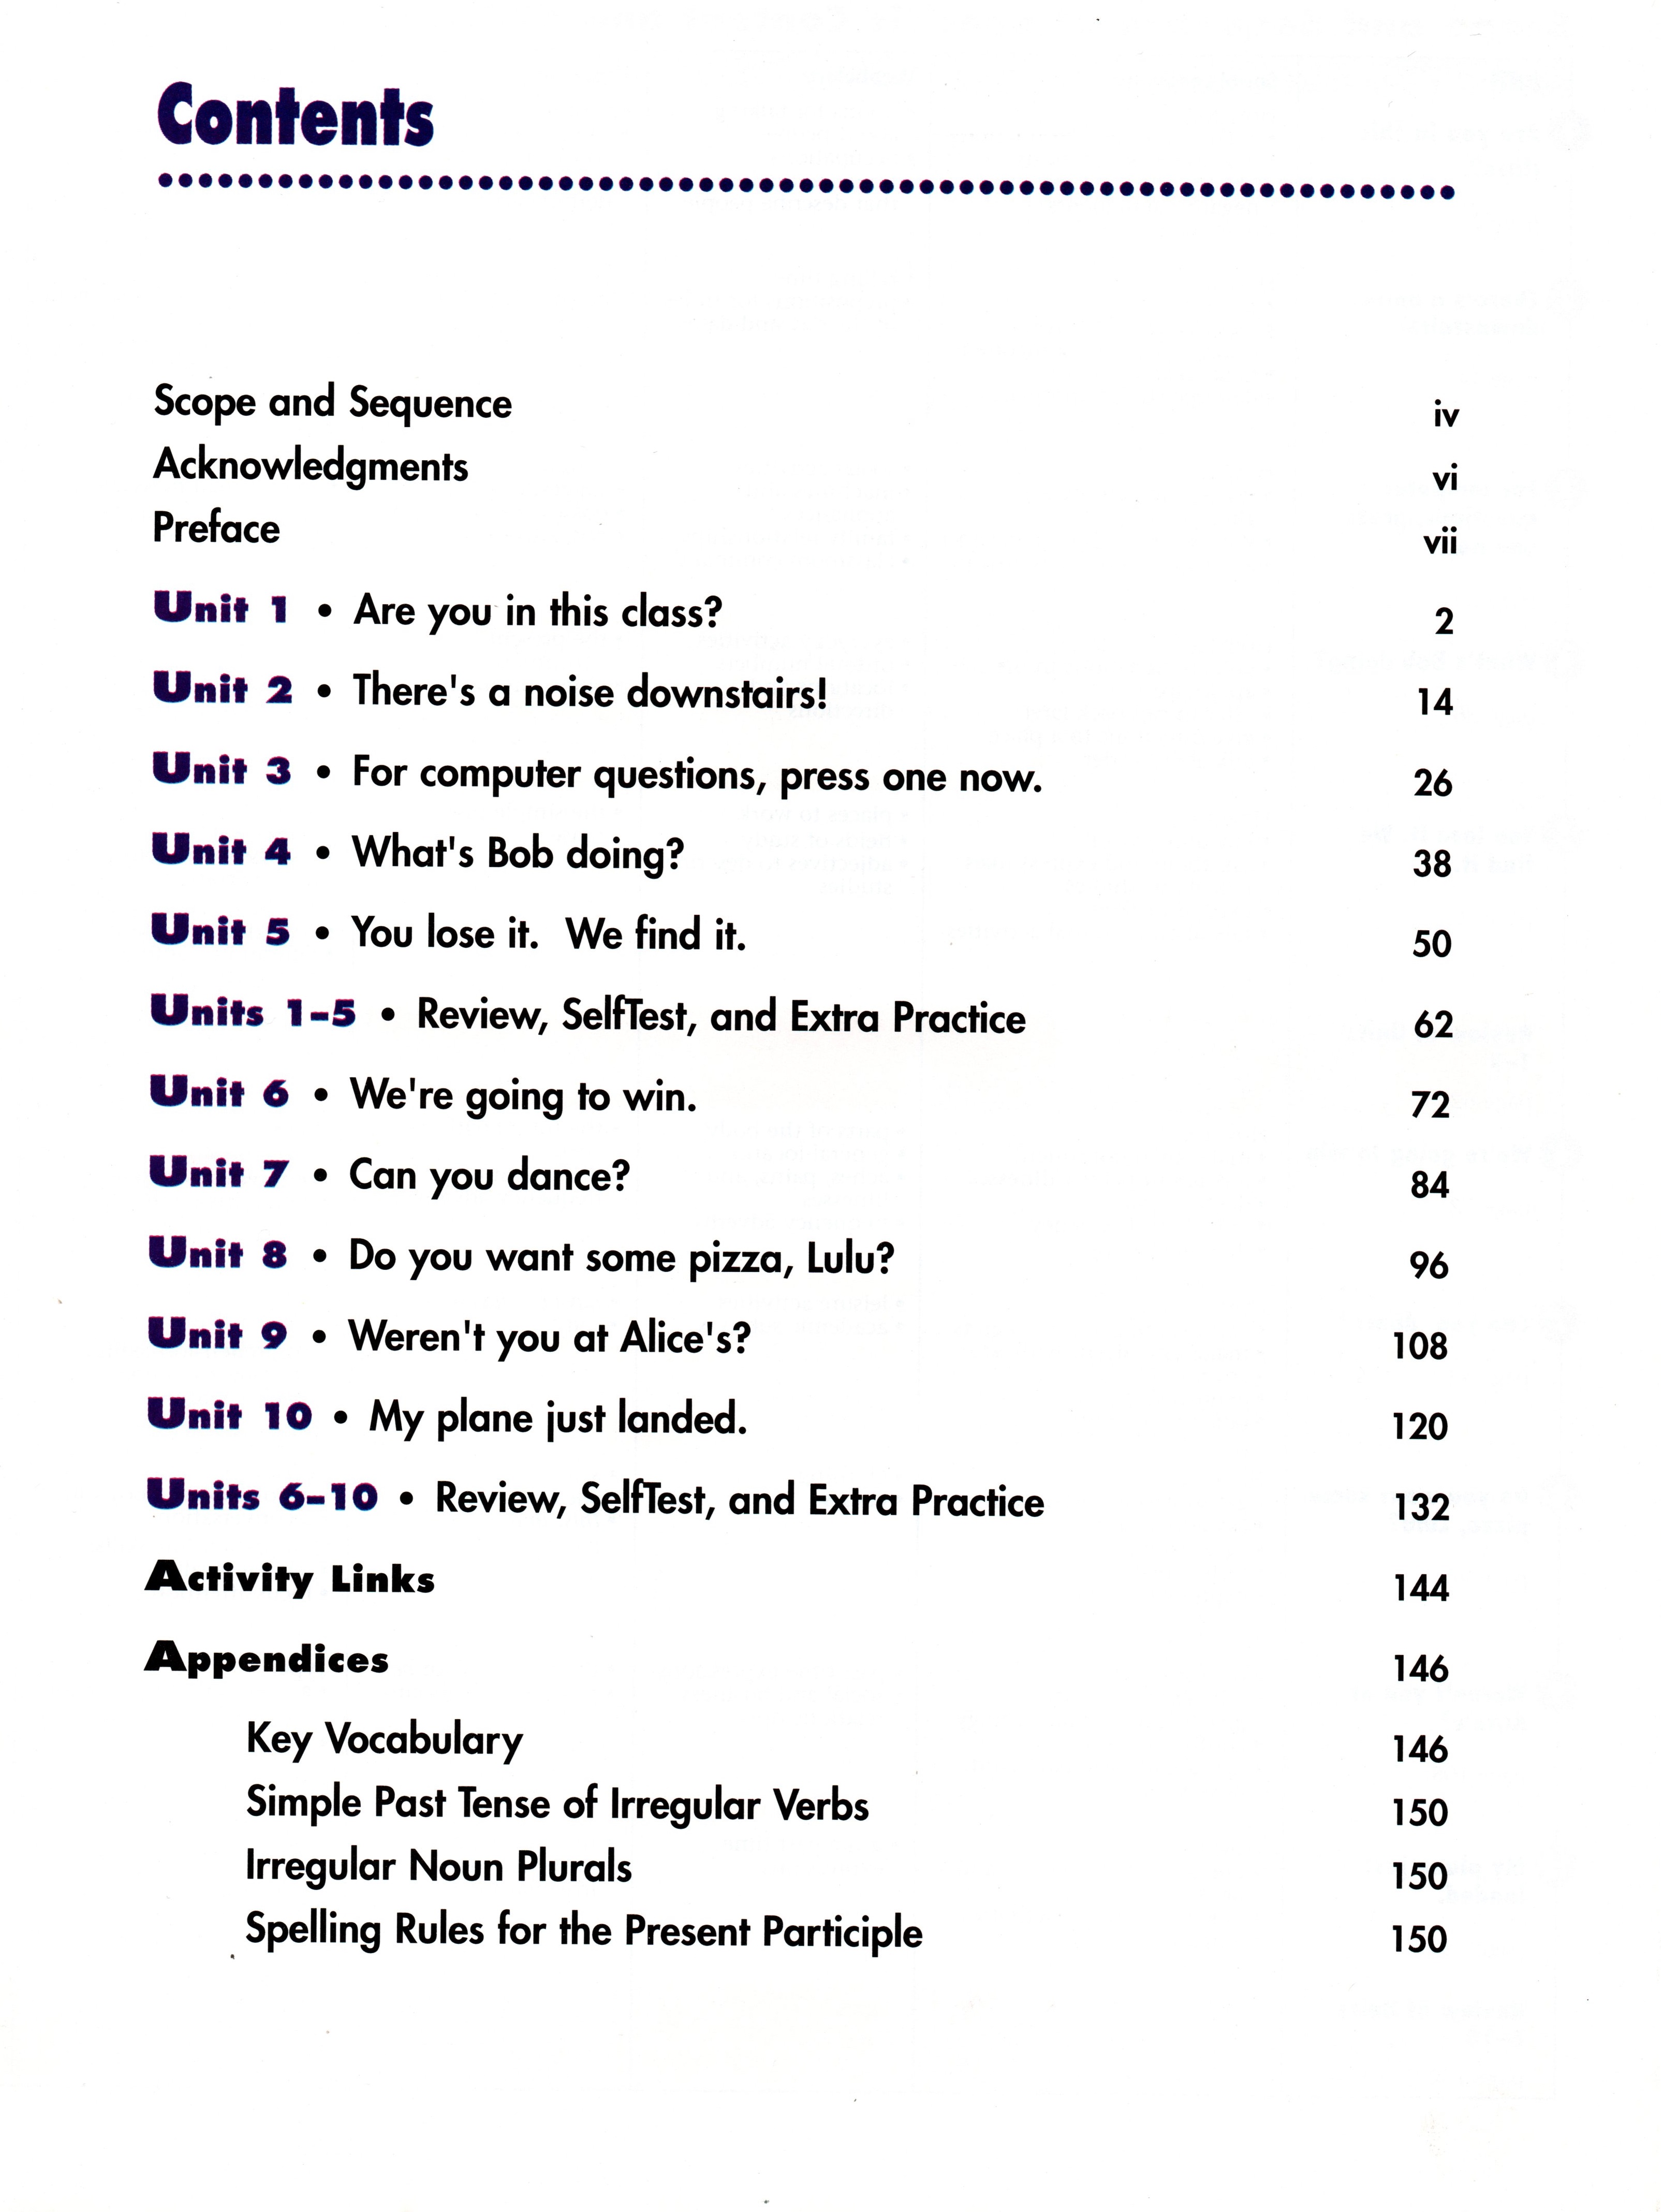 Contents
Scope and Sequence iv
Acknowledgments vi
Preface vii
Unit 1 • Are you in this class? 2
Unit 2 • There's a noise downstairs! 14
Unit 3 • For computer questions, press one now. 26
Unit 4 • What's Bob doing? 38
Unit 5 • You lose it. We find it. 50
Units 1–5 • Review, SelfTest, and Extra Practice 62
Unit 6 • We're going to win. 72
Unit 7 • Can you dance? 84
Unit 8 • Do you want some pizza, Lulu? 96
Unit 9 • Weren't you at Alice's? 108
Unit 10 • My plane just landed. 120
Units 6–10 • Review, SelfTest, and Extra Practice 132
Activity Links 144
Appendices 146
Key Vocabulary 146
Simple Past Tense of Irregular Verbs 150
Irregular Noun Plurals 150
Spelling Rules for the Present Participle 150